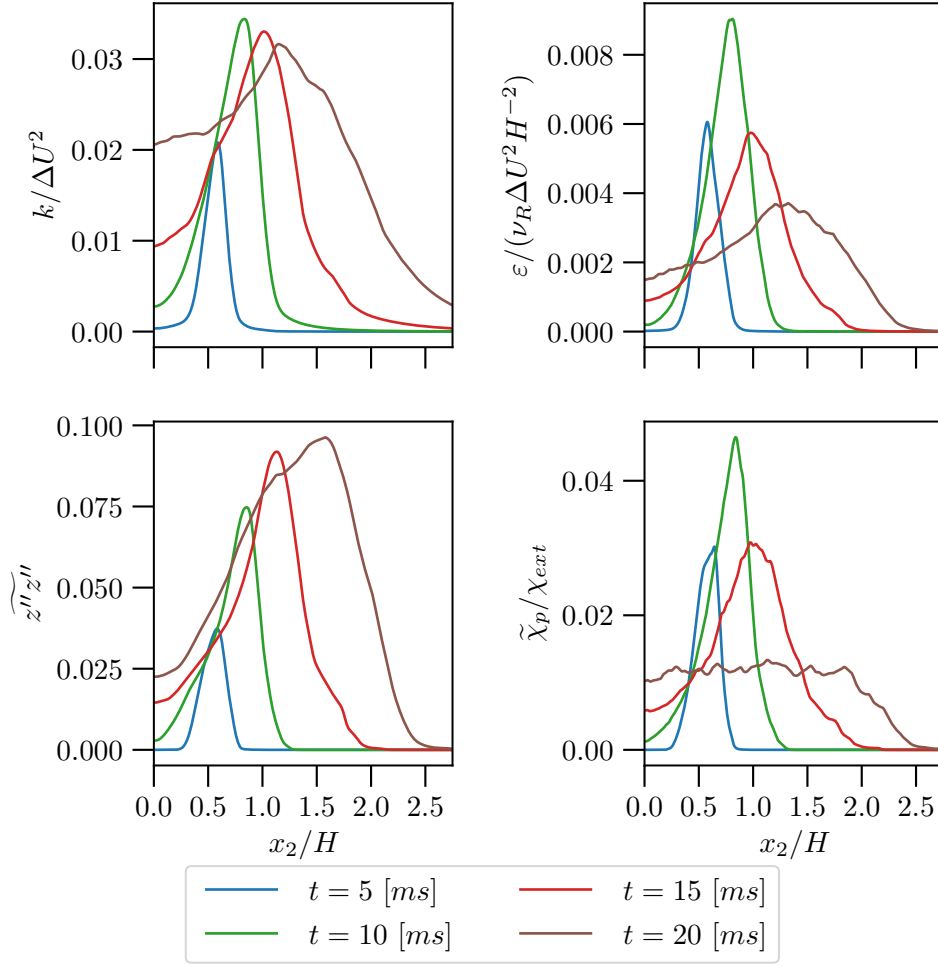 0.03
0.02
0.01
0.00
k/ΔU²
0.008
0.006
0.004
0.002
0.000
ε/(ν_R ΔU² H⁻²)
0.100
0.075
0.050
0.025
0.000
z̃″z″
0.0 0.5 1.0 1.5 2.0 2.5
x₂/H
0.04
0.02
0.00
χ̃_p/χ_ext
0.0 0.5 1.0 1.5 2.0 2.5
x₂/H
t = 5 [ms]
t = 10 [ms]
t = 15 [ms]
t = 20 [ms]